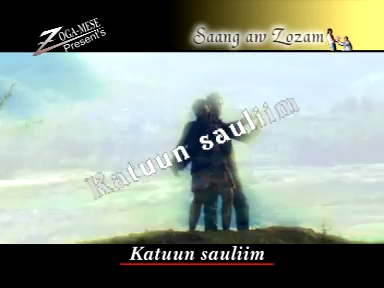 ZOGA-MESE
Present's
Saang aw Zozam
Katuun sauliim
Katuun sauliim